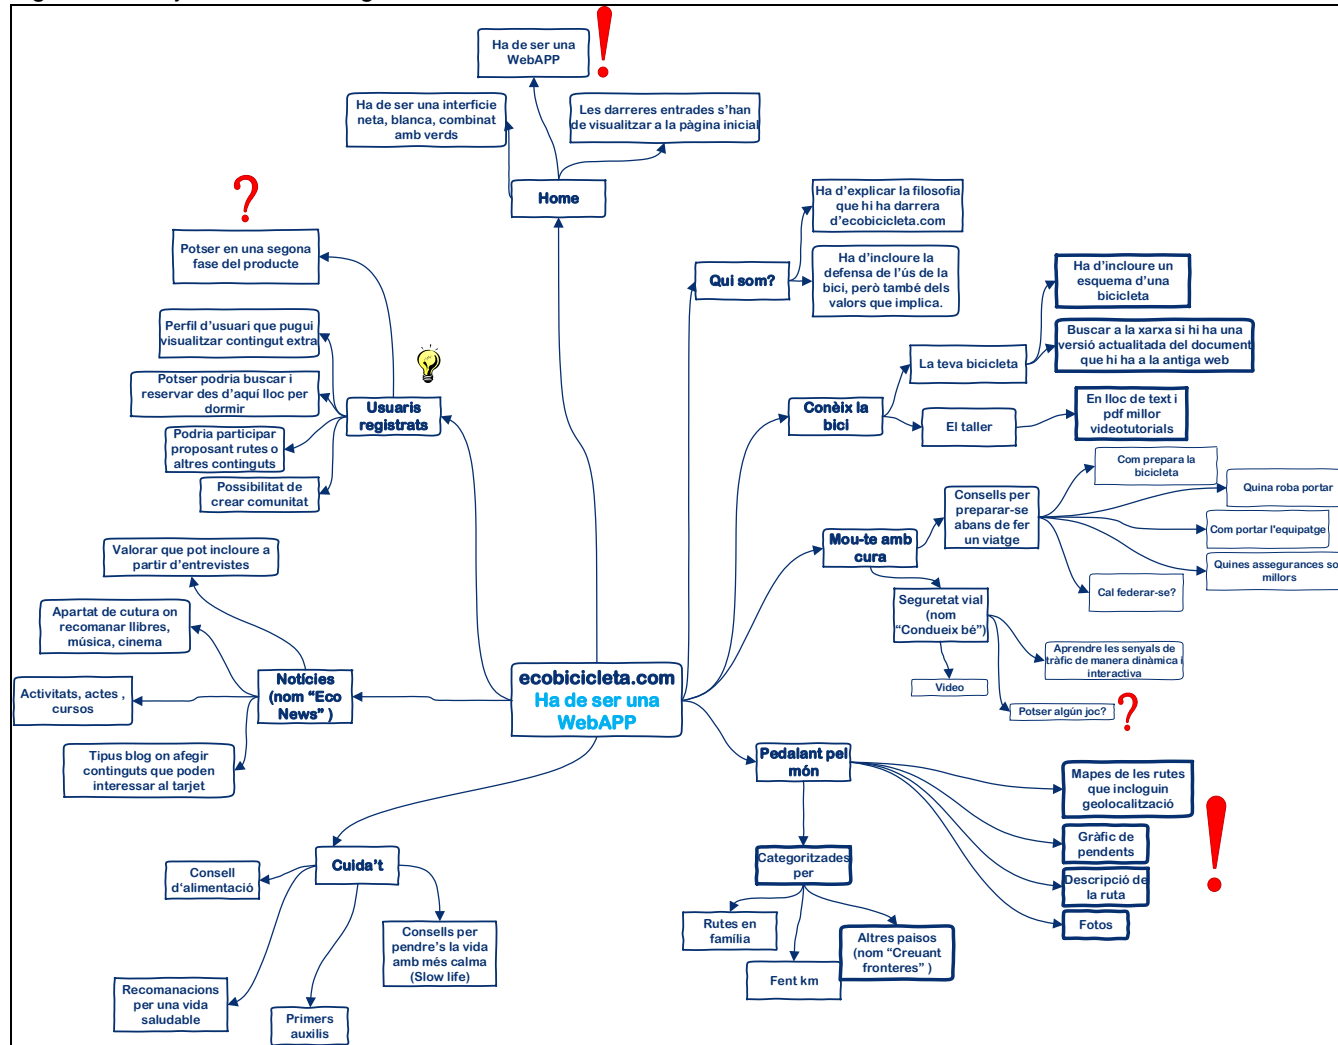 Ha de ser una
WebAPP
Ha de ser una interfície
neta, blanca, combinat
amb verds
Les darreres entrades s'han
de visualitzar a la pàgina inicial
Home
Potser en una segona
fase del producte
Perfil d'usuari que pugui
visualitzar contingut extra
Potser podria buscar i
reservar des d'aquí lloc per
dormir
Podria participar
proposant rutes o
altres continguts
Possibilitat de
crear comunitat
Usuaris
registrats
Qui som?
Ha d'explicar la filosofia
que hi ha darrera
d'ecobicicleta.com
Ha d'incloure la
defensa de l'ús de la
bici, però també dels
valors que implica.
Conèix la
bici
La teva bicicleta
Ha d'incloure un
esquema d'una
bicicleta
Buscar a la xarxa si hi ha una
versió actualitada del document
que hi ha a la antiga web
El taller
En lloc de text i
pdf millor
videotutorials
Mou-te amb
cura
Consells per
preparar-se
abans de fer
un viatge
Com prepara la
bicicleta
Quina roba portar
Com portar l'equipatge
Quines assegurances so
millors
Cal federar-se?
Seguretat vial
(nom
"Condueix bé")
Video
Aprendre les senyals de
tràfic de manera dinàmica i
interactiva
Potser algún joc?
?
?
!
!
Valorar que pot incloure a
partir d'entrevistes
Apartat de cutura on
recomanar llibres,
música, cinema
Activitats, actes ,
cursos
Tipus blog on afegir
continguts que poden
interessar al tarjet
Notícies
(nom "Eco
News" )
ecobicicleta.com
Ha de ser una
WebAPP
Pedalant pel
món
Mapes de les rutes
que incloguin
geolocalització
Gràfic de
pendents
Descripció de
la ruta
Fotos
Categoritzades
per
Rutes en
família
Fent km
Altres paisos
(nom "Creuant
fronteres" )
Cuida't
Consell
d'alimentació
Recomanacions
per una vida
saludable
Primers
auxilis
Consells per
pendre's la vida
amb més calma
(Slow life)